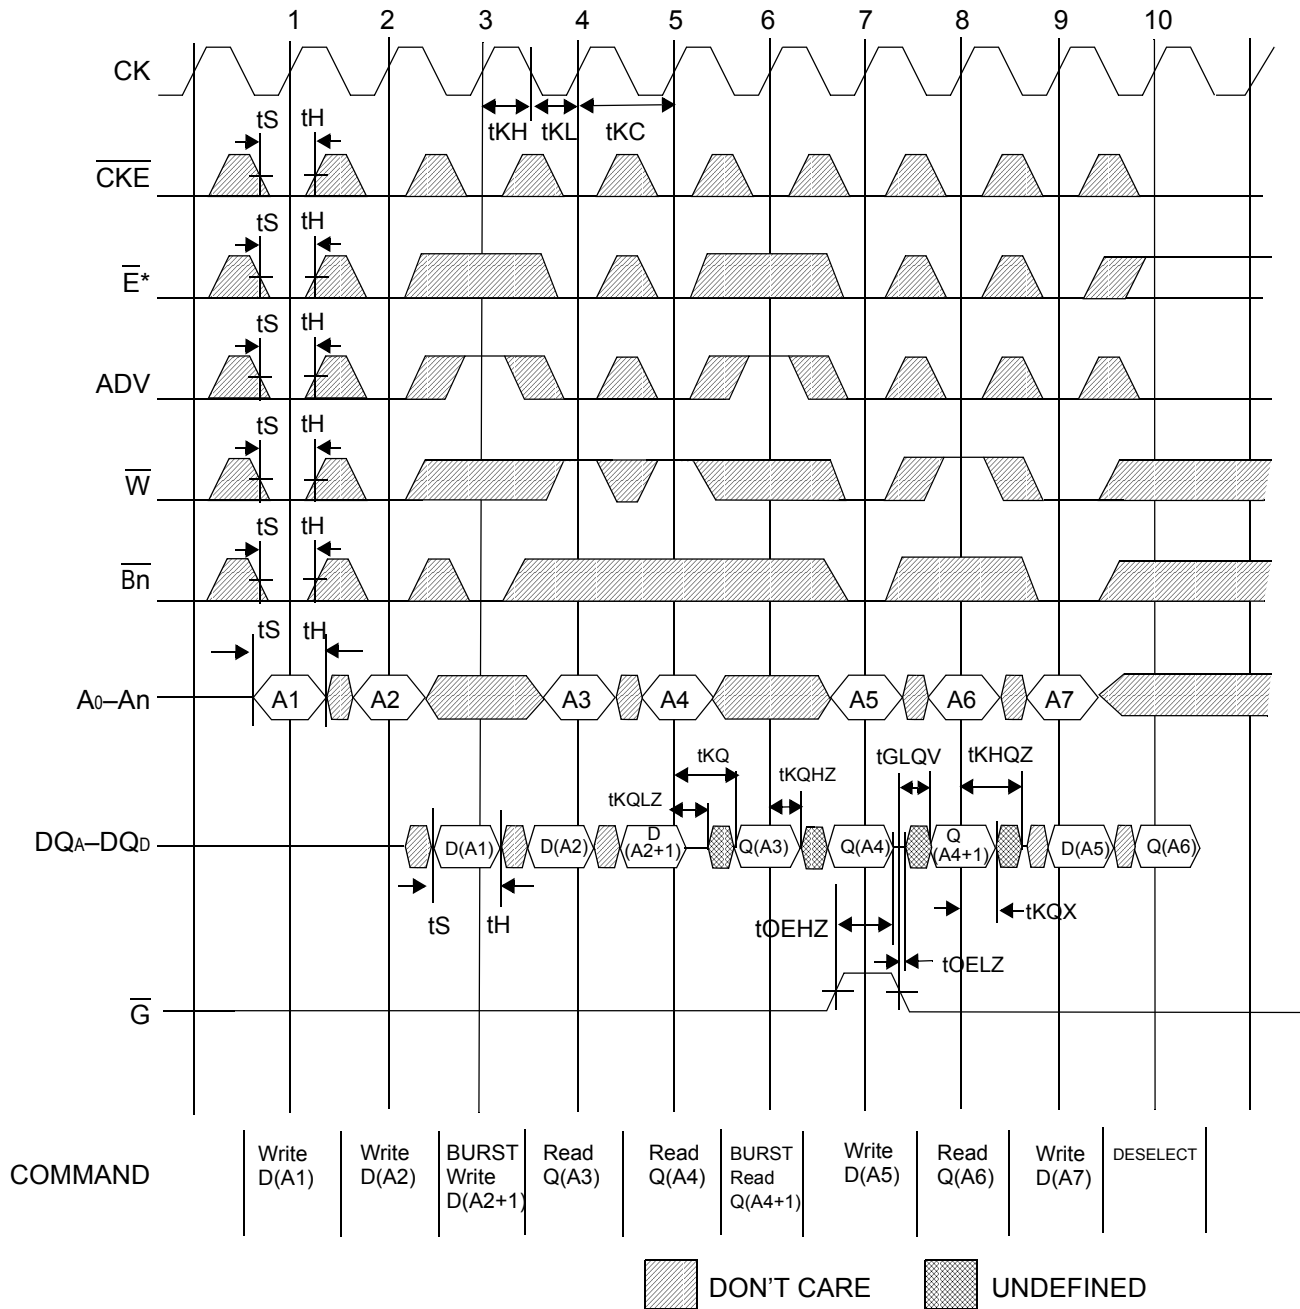 1 2 3 4 5 6 7 8 9 10
CK
tKH tKL tKC
tS tH
CKE
tS tH
E*
tS tH
ADV
tS tH
W
tS tH
Bn
tS tH
A0–An A1 A2 A3 A4 A5 A6 A7
tKQ tGLQV tKHQZ
tKQHZ
tKQLZ
DQA–DQD D(A1) D(A2) D (A2+1) Q(A3) Q(A4) Q (A4+1) D(A5) Q(A6)
tS tH tOEHZ tKQX
tOELZ
G
COMMAND
Write D(A1)
Write D(A2)
BURST Write D(A2+1)
Read Q(A3)
Read Q(A4)
BURST Read Q(A4+1)
Write D(A5)
Read Q(A6)
Write D(A7)
DESELECT
DON'T CARE UNDEFINED